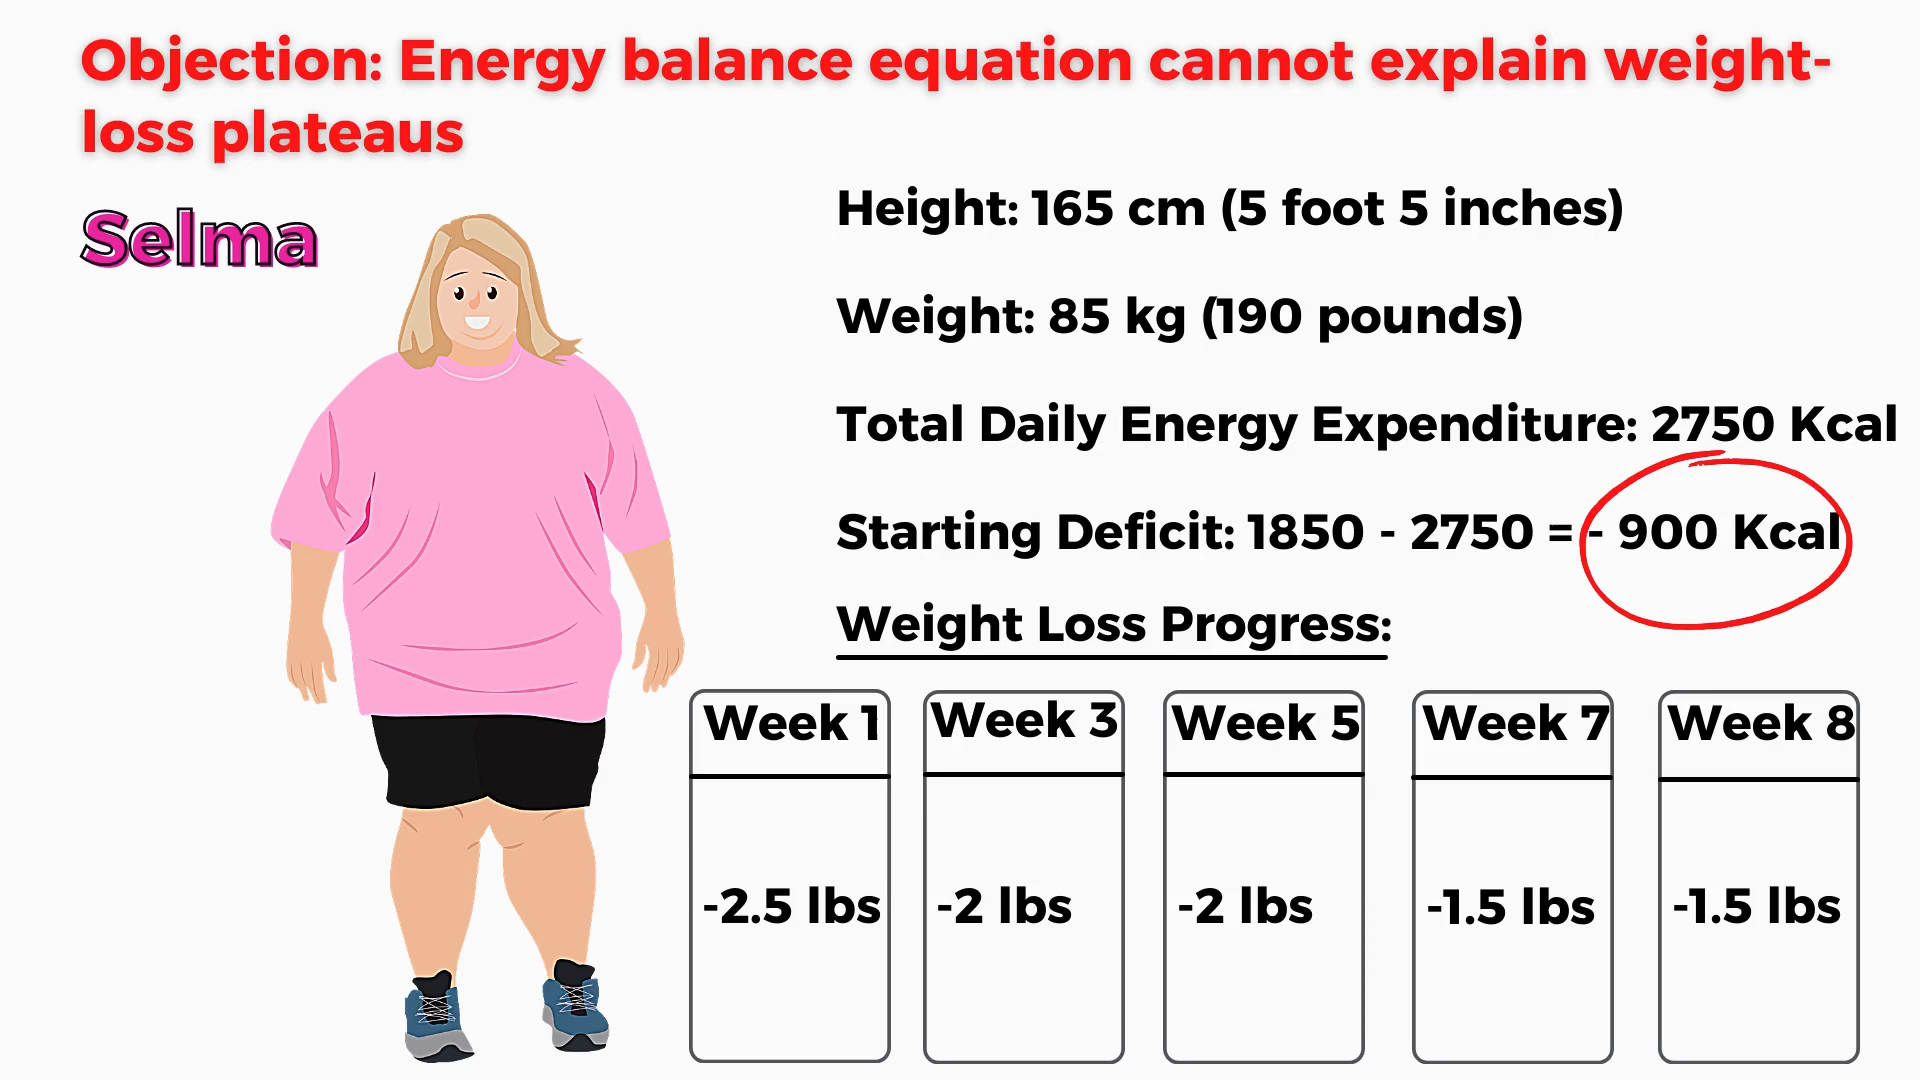 Objection: Energy balance equation cannot explain weight-
loss plateaus
Selma
Height: 165 cm (5 foot 5 inches)
Weight: 85 kg (190 pounds)
Total Daily Energy Expenditure: 2750 Kcal
Starting Deficit: 1850 - 2750 = - 900 Kcal
Weight Loss Progress:
Week 1 Week 3 Week 5 Week 7 Week 8
-2.5 lbs -2 lbs -2 lbs -1.5 lbs -1.5 lbs